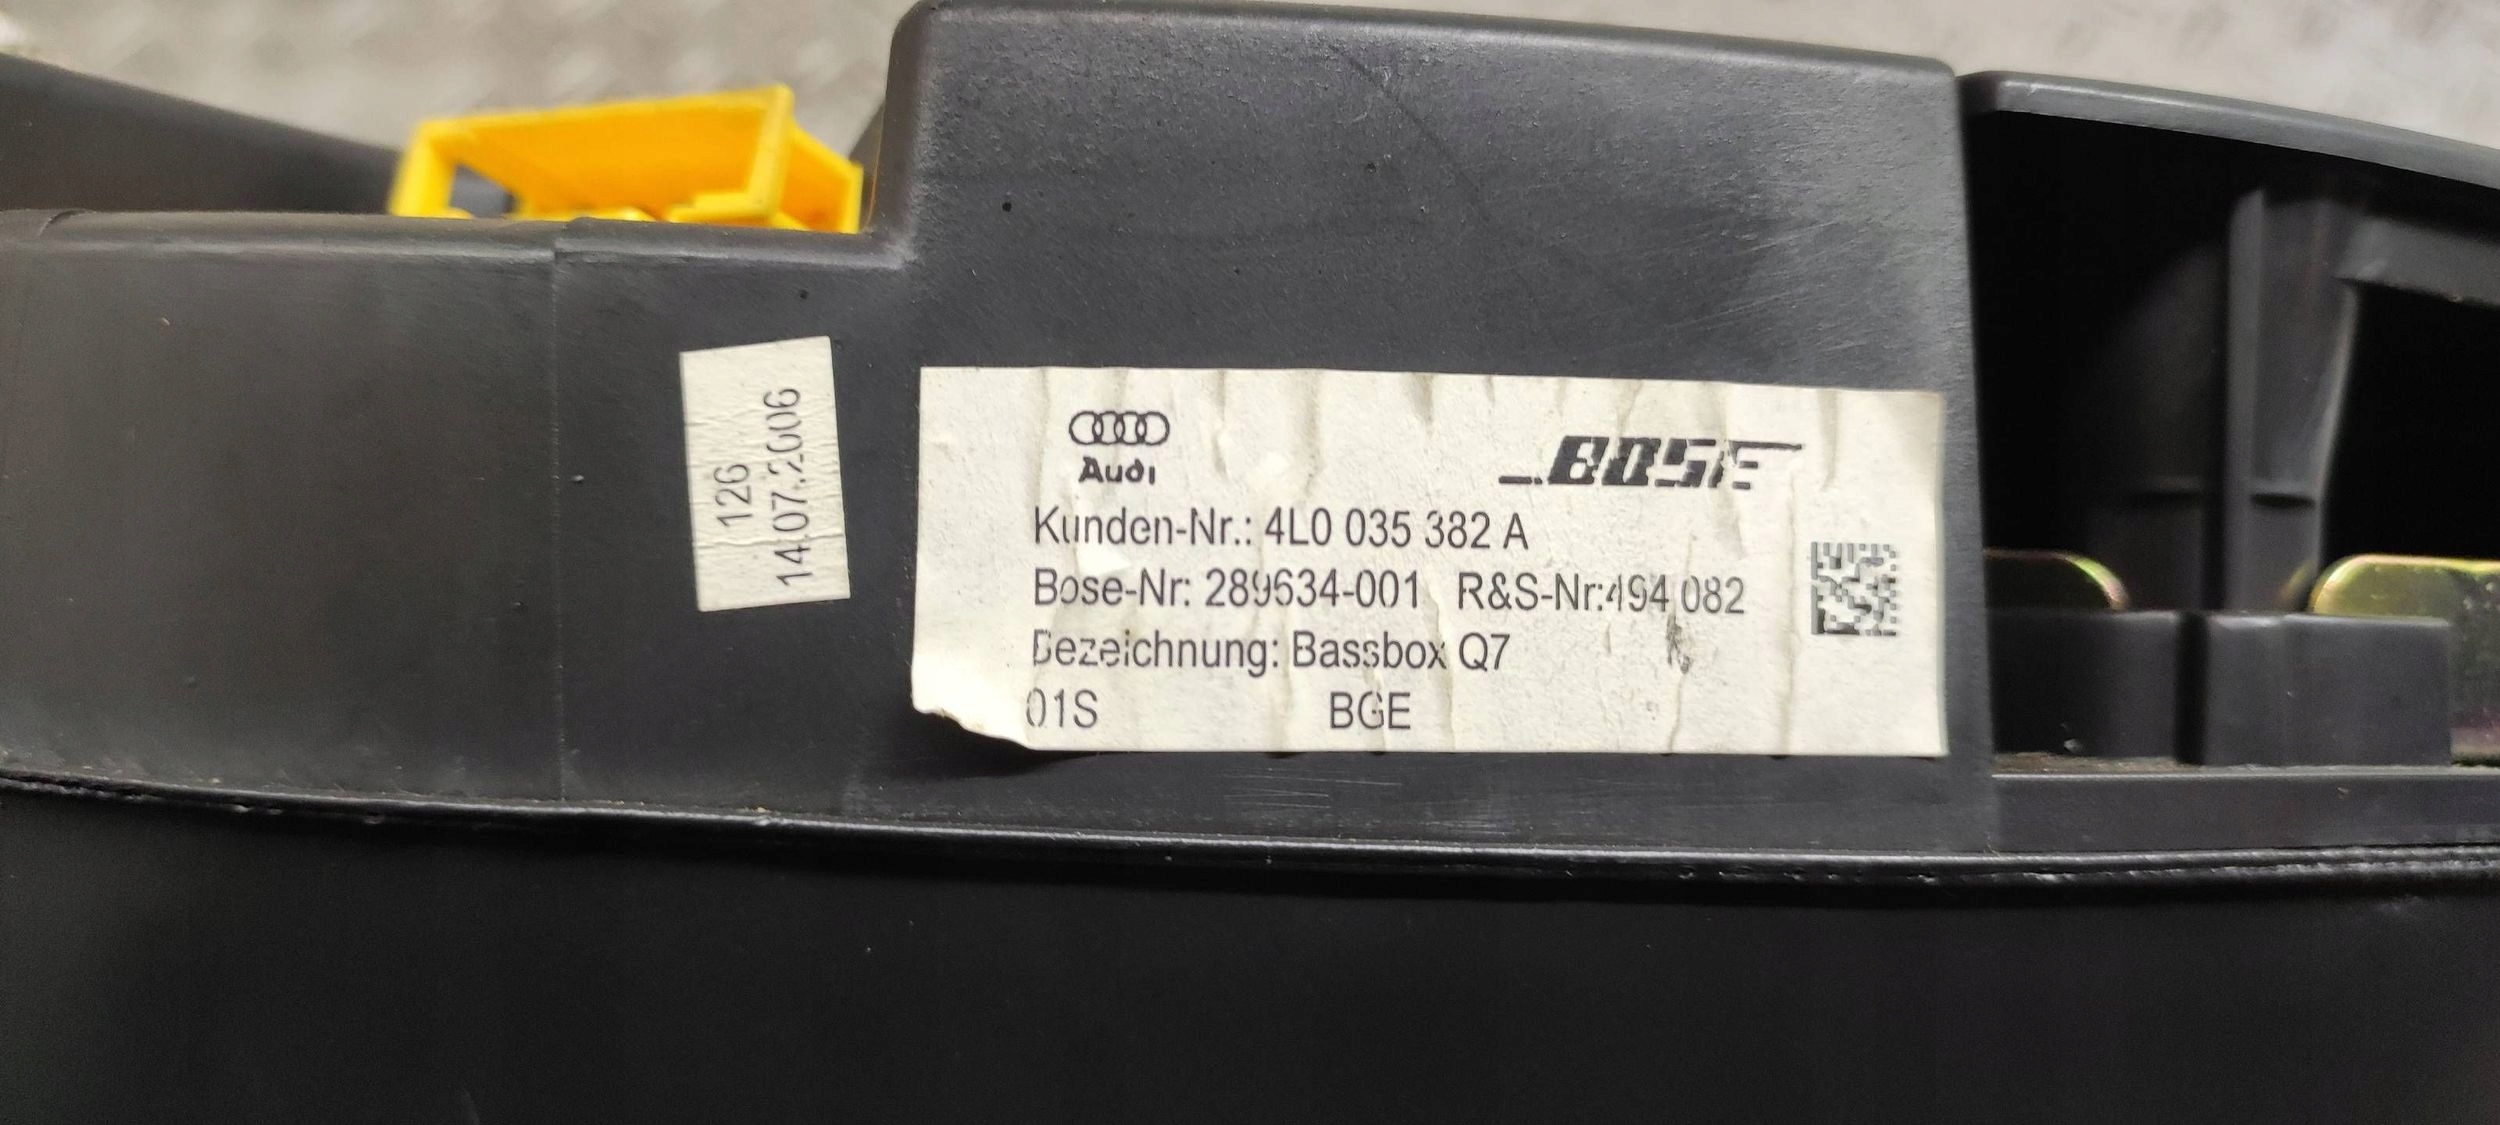 126
14.07.2006
Audi
BOSE
Kunden-Nr.: 4L0 035 382 A
Bose-Nr: 289634-001 R&S-Nr:494 082
Bezeichnung: Bassbox Q7
01S BGE